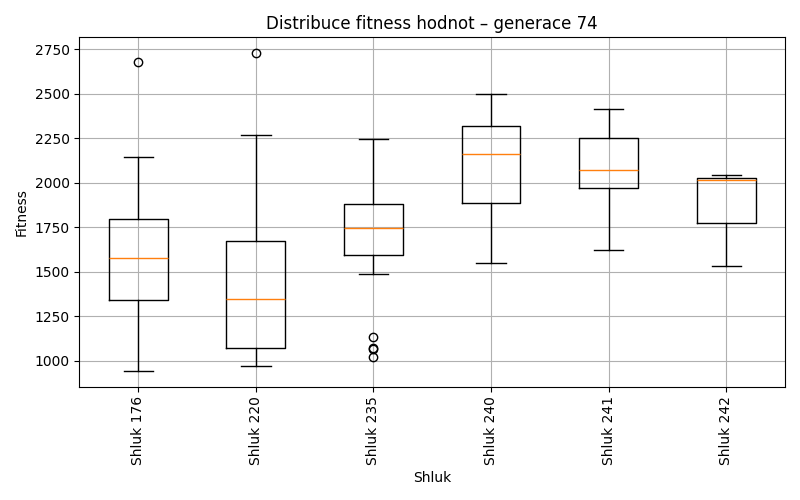 Distribuce fitness hodnot – generace 74
Fitness
2750
2500
2250
2000
1750
1500
1250
1000
Shluk 176
Shluk 220
Shluk 235
Shluk 240
Shluk 241
Shluk 242
Shluk